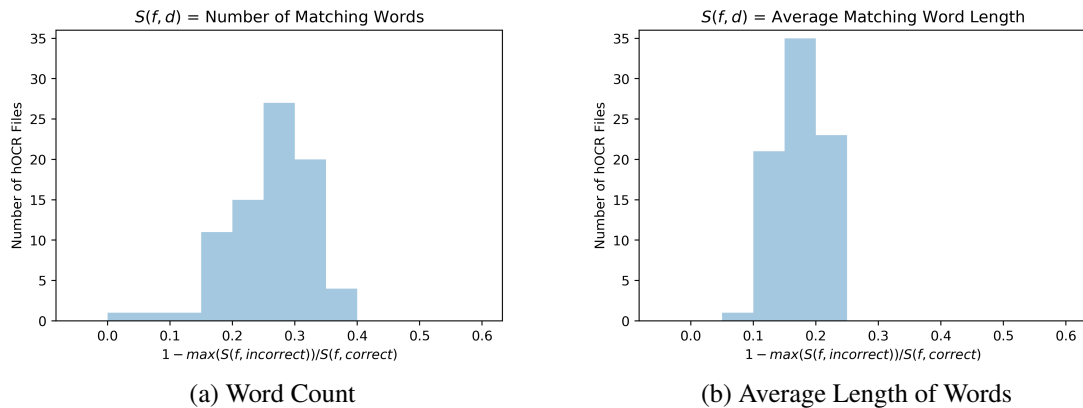 S(f, d) = Number of Matching Words
35
30
25
20
15
10
5
0
Number of hOCR Files
0.0 0.1 0.2 0.3 0.4 0.5 0.6
1 − max(S(f, incorrect))/S(f, correct)
(a) Word Count
S(f, d) = Average Matching Word Length
35
30
25
20
15
10
5
0
Number of hOCR Files
0.0 0.1 0.2 0.3 0.4 0.5 0.6
1 − max(S(f, incorrect))/S(f, correct)
(b) Average Length of Words